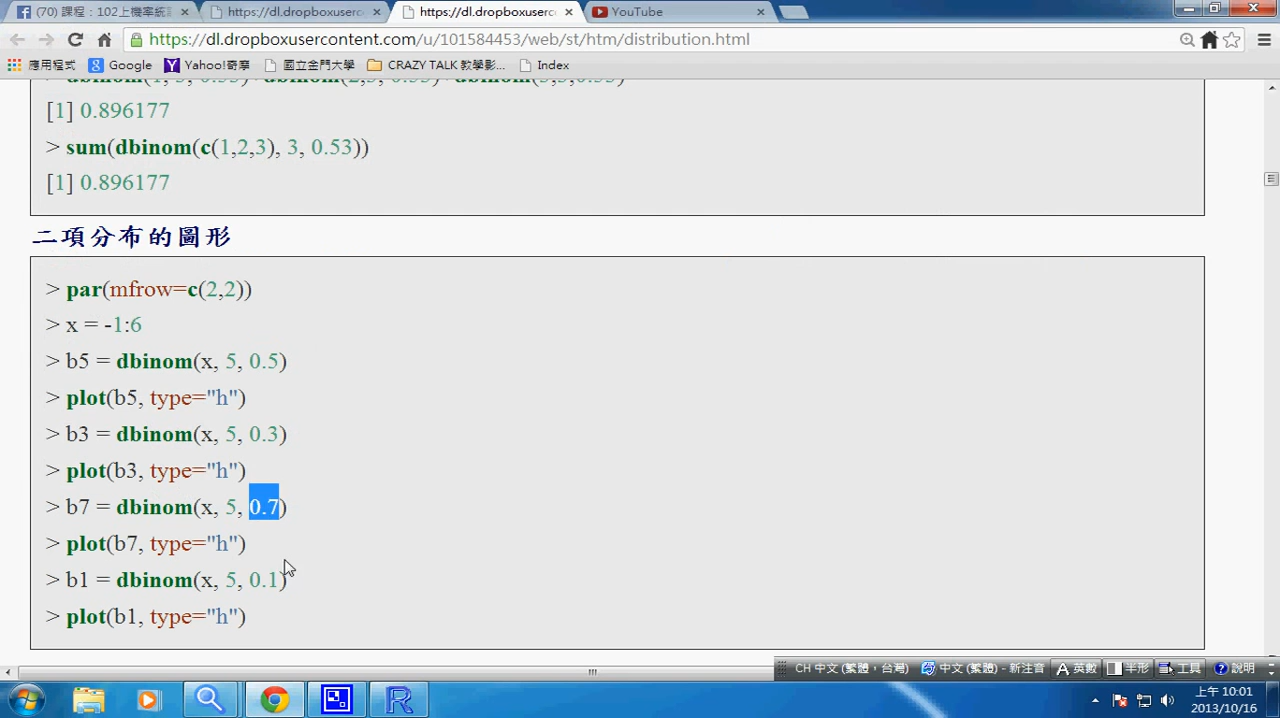 (70) 課程：102上機率統
https://dl.dropboxuserc
https://dl.dropboxuserc
YouTube
https://dl.dropboxusercontent.com/u/101584453/web/st/htm/distribution.html
應用程式
Google
Yahoo!奇摩
國立金門大學
CRAZY TALK 教學影...
Index
[1] 0.896177
> sum(dbinom(c(1,2,3), 3, 0.53))
[1] 0.896177
二項分布的圖形
> par(mfrow=c(2,2))
> x = -1:6
> b5 = dbinom(x, 5, 0.5)
> plot(b5, type="h")
> b3 = dbinom(x, 5, 0.3)
> plot(b3, type="h")
> b7 = dbinom(x, 5, 0.7)
> plot(b7, type="h")
> b1 = dbinom(x, 5, 0.1)
> plot(b1, type="h")
CH 中文 (繁體，台灣)
中文 (繁體) - 新注音
英數
半形
工具
說明
上午 10:01
2013/10/16